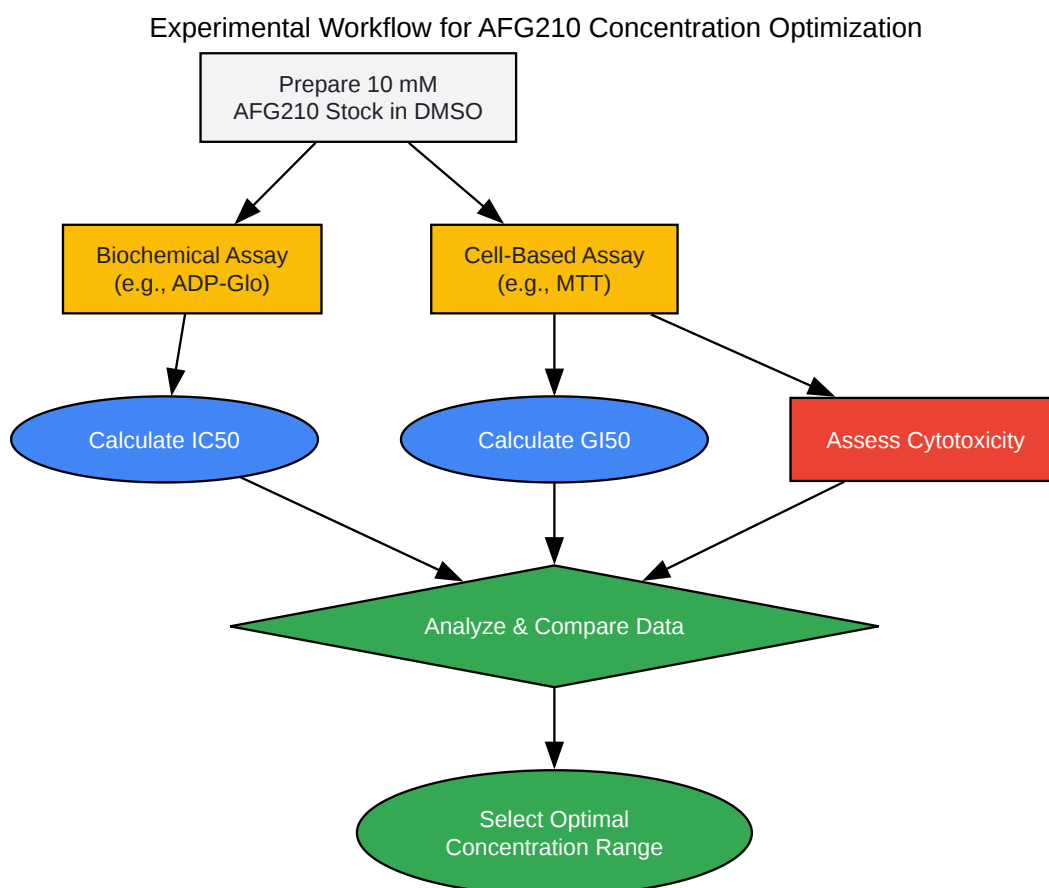 Experimental Workflow for AFG210 Concentration Optimization
Prepare 10 mM
AFG210 Stock in DMSO
Biochemical Assay
(e.g., ADP-Glo)
Cell-Based Assay
(e.g., MTT)
Calculate IC50
Calculate GI50
Assess Cytotoxicity
Analyze & Compare Data
Select Optimal
Concentration Range